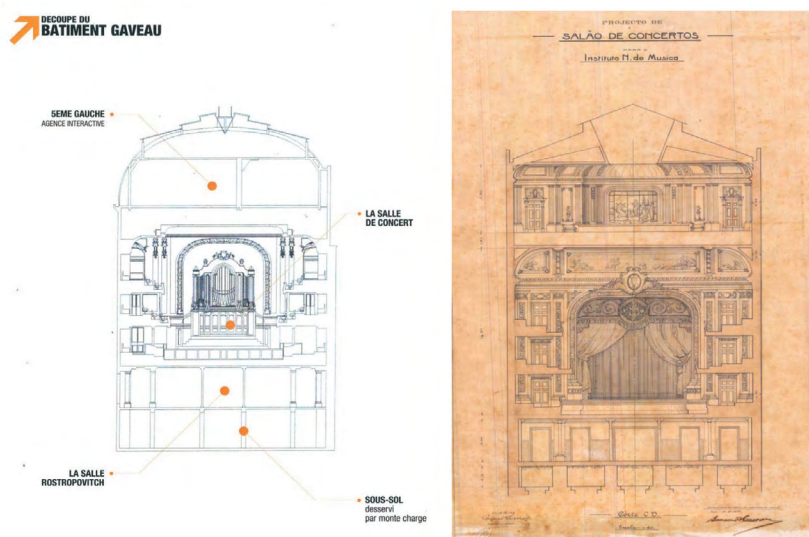 DECOUPE DU
BATIMENT GAVEAU
5EME GAUCHE
AGENCE INTERACTIVE
LA SALLE
DE CONCERT
LA SALLE
ROSTROPOVITCH
SOUS-SOL
desservi
par monte charge
PROJECTO DE
SALÃO DE CONCERTOS
Instituto N. de Musica